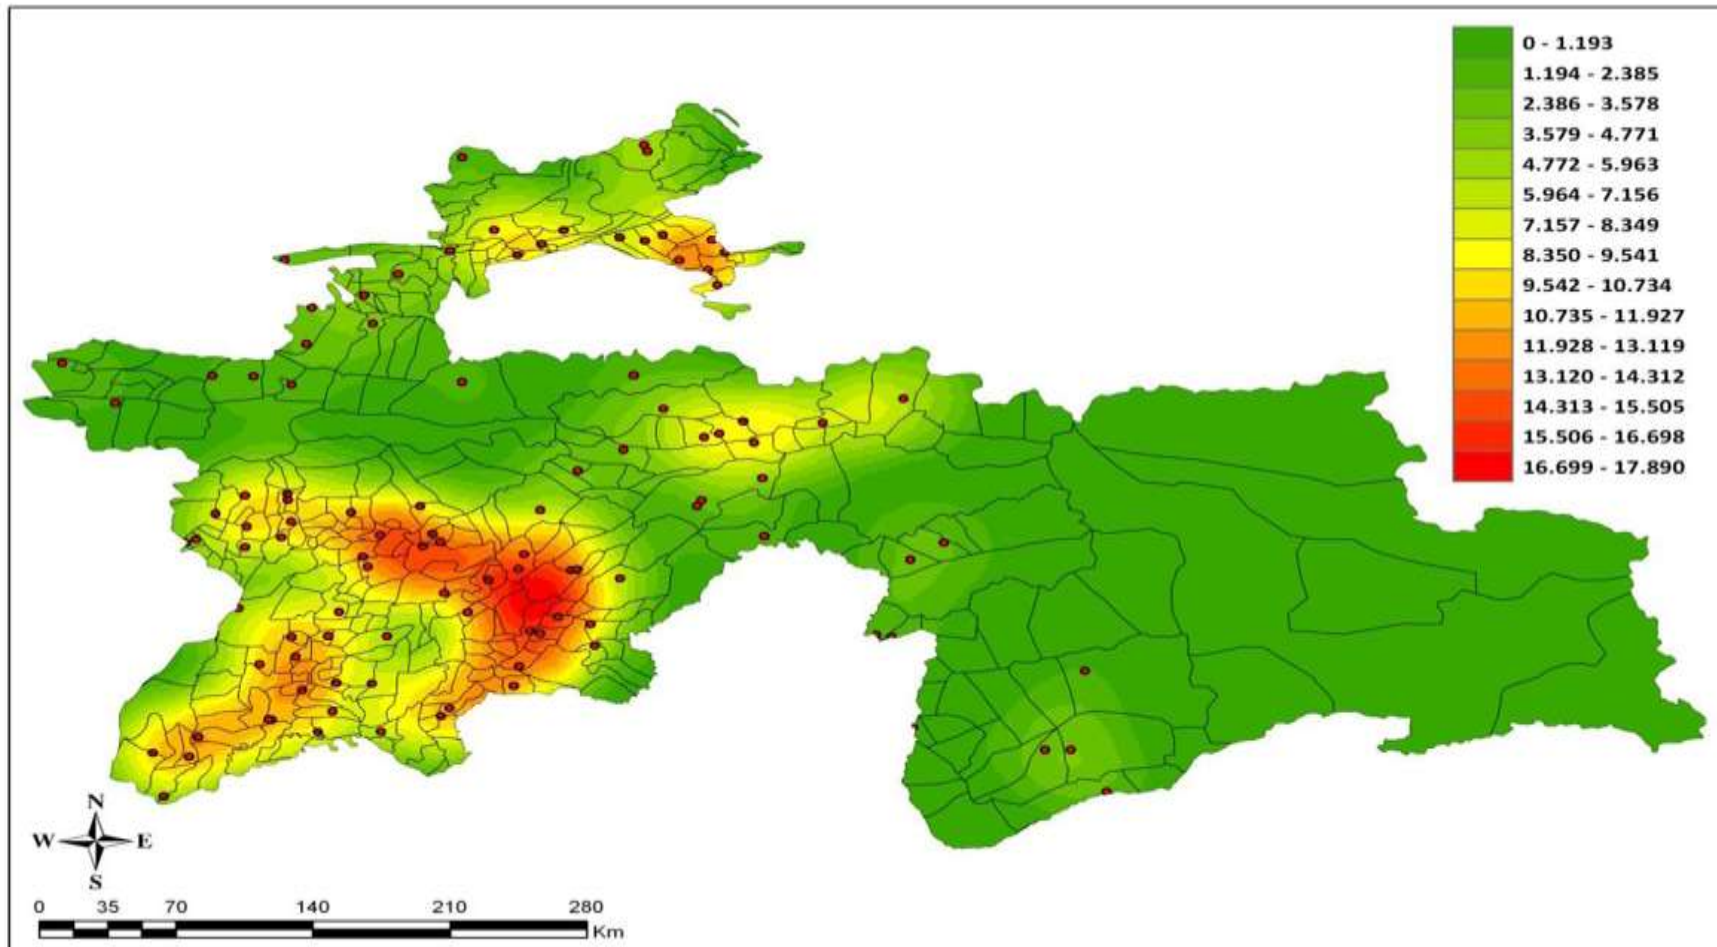 0 - 1.193
1.194 - 2.385
2.386 - 3.578
3.579 - 4.771
4.772 - 5.963
5.964 - 7.156
7.157 - 8.349
8.350 - 9.541
9.542 - 10.734
10.735 - 11.927
11.928 - 13.119
13.120 - 14.312
14.313 - 15.505
15.506 - 16.698
16.699 - 17.890
N
W E
S
0 35 70 140 210 280
Km